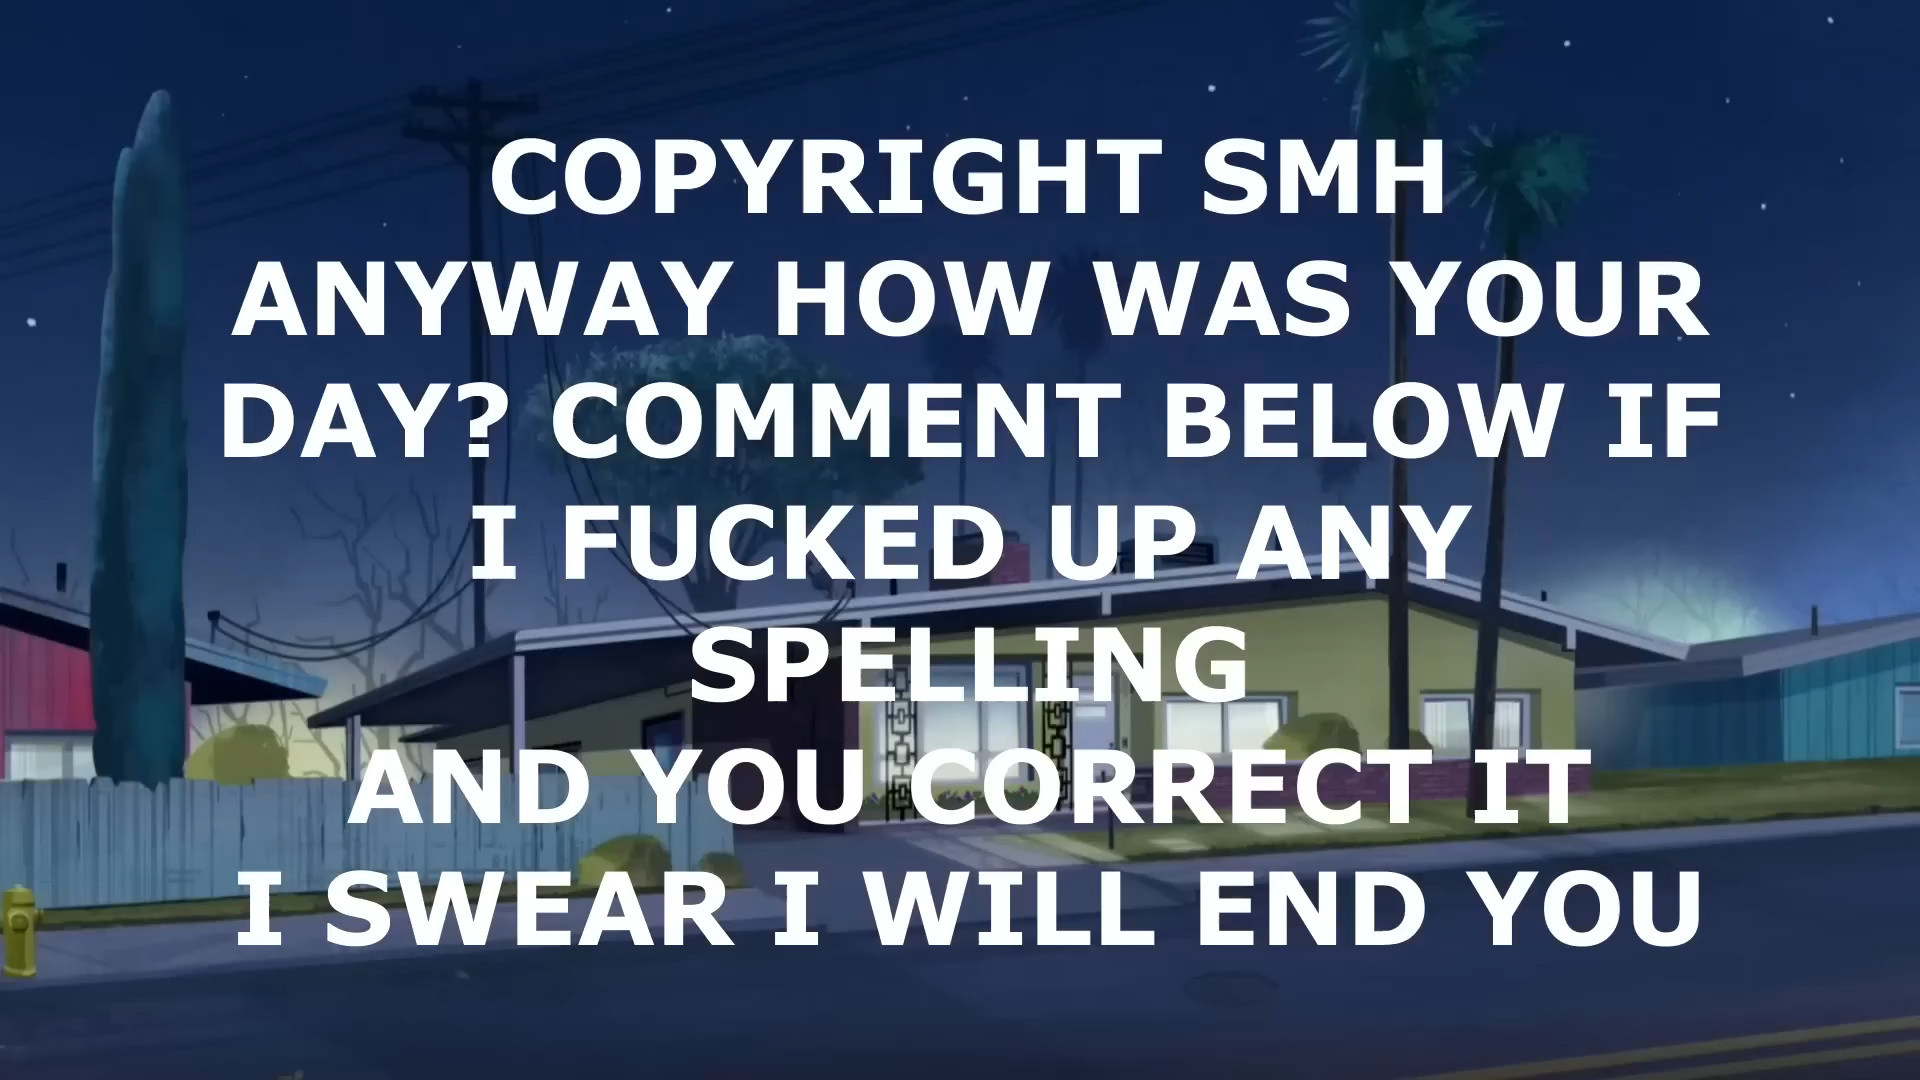 COPYRIGHT SMH
ANYWAY HOW WAS YOUR
DAY? COMMENT BELOW IF
I FUCKED UP ANY
SPELLING
AND YOU CORRECT IT
I SWEAR I WILL END YOU